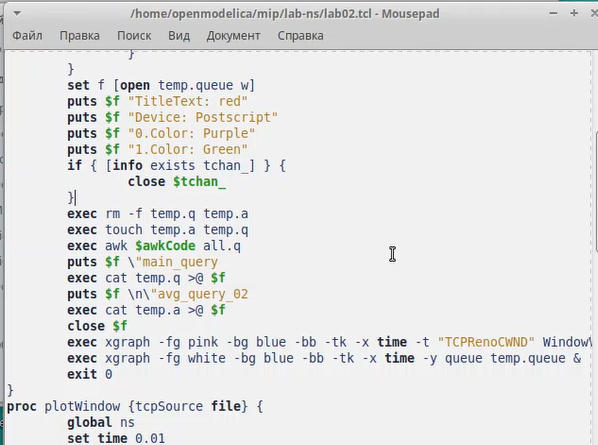 /home/openmodelica/mip/lab-ns/lab02.tcl - Mousepad
Файл Правка Поиск Вид Документ Справка
}
}
set f [open temp.queue w]
puts $f "TitleText: red"
puts $f "Device: Postscript"
puts $f "0.Color: Purple"
puts $f "1.Color: Green"
if { [info exists tchan_] } {
close $tchan_
}
exec rm -f temp.q temp.a
exec touch temp.a temp.q
exec awk $awkCode all.q
puts $f \"main_query
exec cat temp.q >@ $f
puts $f \n\"avg_query_02
exec cat temp.a >@ $f
close $f
exec xgraph -fg pink -bg blue -bb -tk -x time -t "TCPRenoCWND" Window
exec xgraph -fg white -bg blue -bb -tk -x time -y queue temp.queue &
exit 0
}
proc plotWindow {tcpSource file} {
global ns
set time 0.01